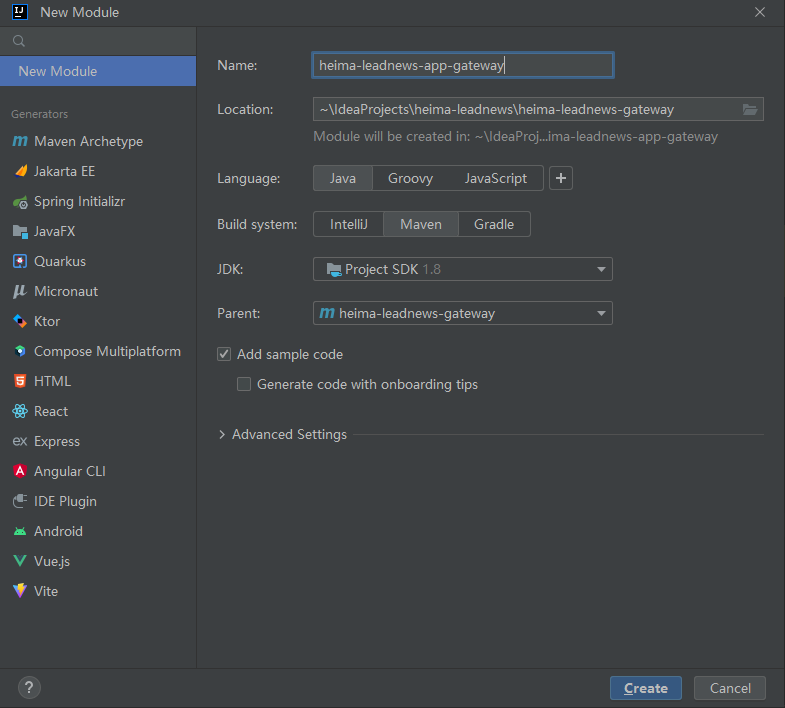 New Module
New Module
Generators
Maven Archetype
Jakarta EE
Spring Initializr
JavaFX
Quarkus
Micronaut
Ktor
Compose Multiplatform
HTML
React
Express
Angular CLI
IDE Plugin
Android
Vue.js
Vite
Name: heima-leadnews-app-gateway
Location: ~\IdeaProjects\heima-leadnews\heima-leadnews-gateway
Module will be created in: ~\IdeaProj...ima-leadnews-app-gateway
Language: Java Groovy JavaScript +
Build system: IntelliJ Maven Gradle
JDK: Project SDK 1.8
Parent: heima-leadnews-gateway
Add sample code
Generate code with onboarding tips
Advanced Settings
? Create Cancel